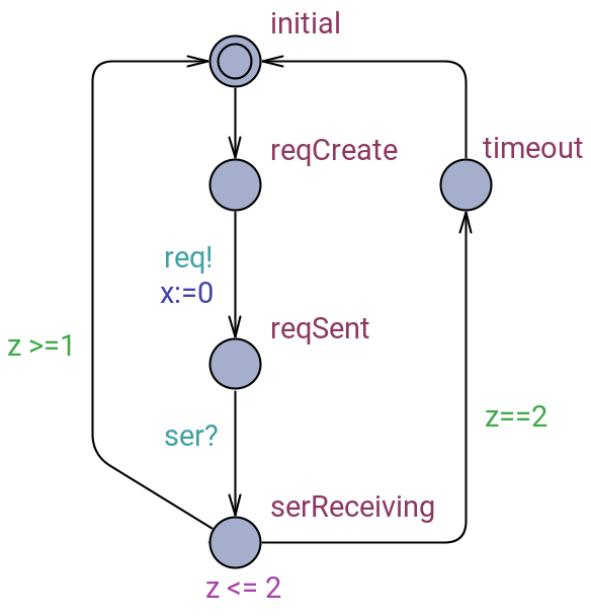 initial
reqCreate
timeout
req!
x:=0
reqSent
z >=1
z==2
ser?
serReceiving
z <= 2